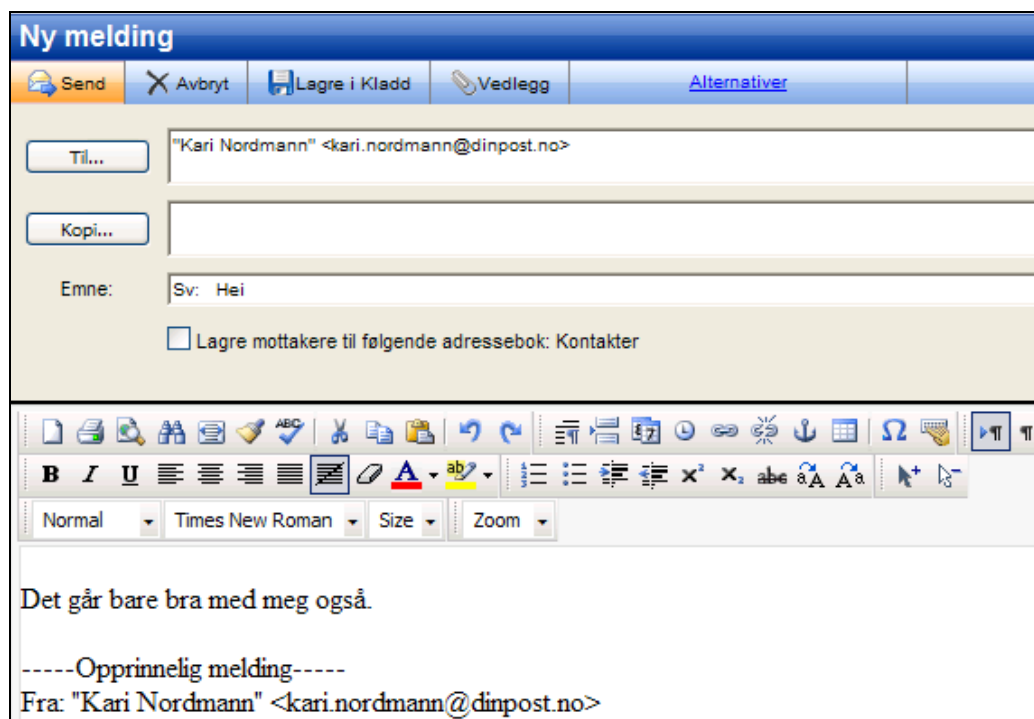 Ny melding
Send Avbryt Lagre i Kladd Vedlegg Alternativer
Til... "Kari Nordmann" <kari.nordmann@dinpost.no>
Kopi...
Emne: Sv: Hei
Lagre mottakere til følgende adressebok: Kontakter
B I U
Normal Times New Roman Size Zoom
Det går bare bra med meg også.
-----Opprinnelig melding-----
Fra: "Kari Nordmann" <kari.nordmann@dinpost.no>